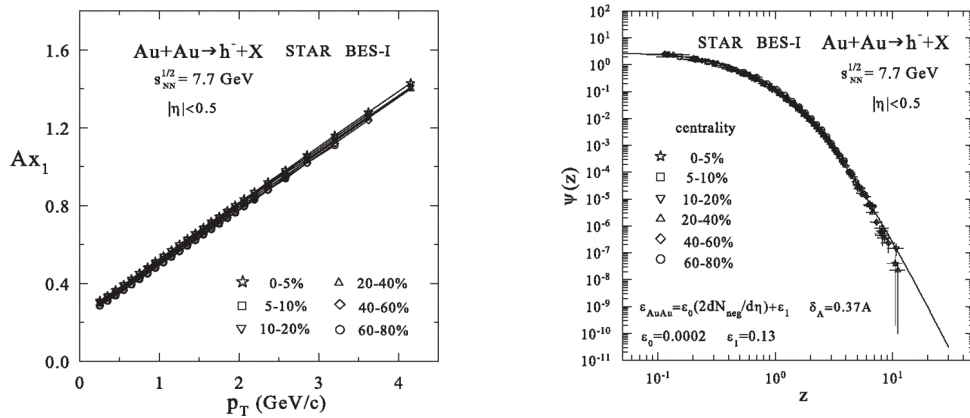 Au+Au→h⁻+X STAR BES-I
s_NN^1/2 = 7.7 GeV
|η|<0.5
Ax₁
1.6
1.2
0.8
0.4
0.0
0-5%
5-10%
10-20%
20-40%
40-60%
60-80%
0 1 2 3 4
p_T (GeV/c)
STAR BES-I Au+Au→h⁻+X
s_NN^1/2 = 7.7 GeV
|η|<0.5
centrality
0-5%
5-10%
10-20%
20-40%
40-60%
60-80%
ψ(z)
10²
10¹
10⁰
10⁻¹
10⁻²
10⁻³
10⁻⁴
10⁻⁵
10⁻⁶
10⁻⁷
10⁻⁸
10⁻⁹
10⁻¹⁰
10⁻¹¹
ε_AuAu=ε₀(2dN_neg/dη)+ε₁ δ_A=0.37A
ε₀=0.0002 ε₁=0.13
10⁻¹ 10⁰ 10¹
z